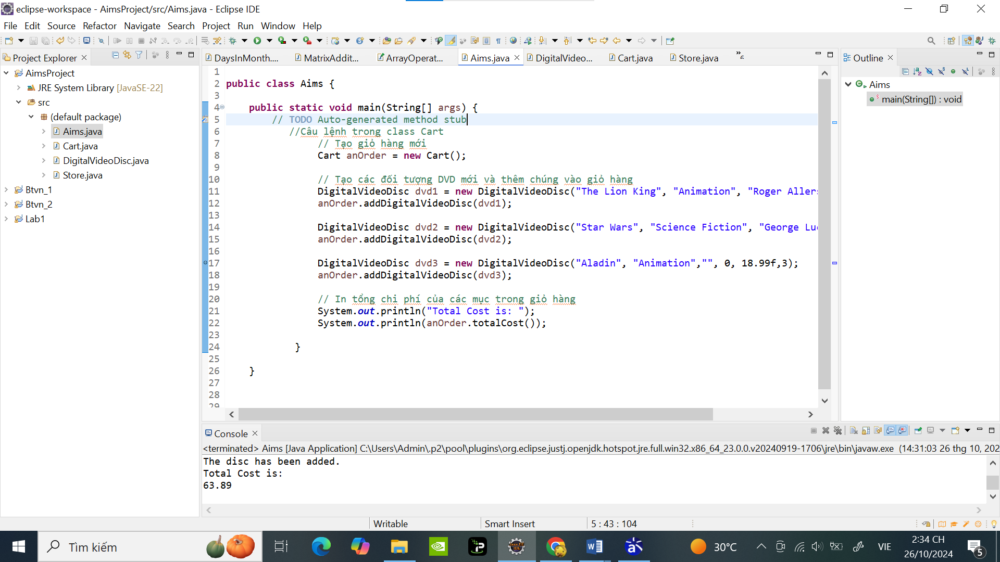 eclipse-workspace - AimsProject/src/Aims.java - Eclipse IDE
File Edit Source Refactor Navigate Search Project Run Window Help
Project Explorer
DaysInMonth....
MatrixAddit...
ArrayOperat...
Aims.java
DigitalVideo...
Cart.java
Store.java
Outline
AimsProject
JRE System Library [JavaSE-22]
src
(default package)
Aims.java
Cart.java
DigitalVideoDisc.java
Store.java
Btvn_1
Btvn_2
Lab1
1
2 public class Aims {
3
4 public static void main(String[] args) {
5 // TODO Auto-generated method stub
6 //Câu lệnh trong class Cart
7 // Tạo giỏ hàng mới
8 Cart anOrder = new Cart();
9
10 // Tạo các đối tượng DVD mới và thêm chúng vào giỏ hàng
11 DigitalVideoDisc dvd1 = new DigitalVideoDisc("The Lion King", "Animation", "Roger Allers
12 anOrder.addDigitalVideoDisc(dvd1);
13
14 DigitalVideoDisc dvd2 = new DigitalVideoDisc("Star Wars", "Science Fiction", "George Lu
15 anOrder.addDigitalVideoDisc(dvd2);
16
17 DigitalVideoDisc dvd3 = new DigitalVideoDisc("Aladin", "Animation","", 0, 18.99f,3);
18 anOrder.addDigitalVideoDisc(dvd3);
19
20 // In tổng chi phí của các mục trong giỏ hàng
21 System.out.println("Total Cost is: ");
22 System.out.println(anOrder.totalCost());
23
24 }
25
26 }
27
28
29
Aims
main(String[]) : void
Console
<terminated> Aims [Java Application] C:\Users\Admin\.p2\pool\plugins\org.eclipse.justj.openjdk.hotspot.jre.full.win32.x86_64_23.0.0.v20240919-1706\jre\bin\javaw.exe (14:31:03 26 thg 10, 202
The disc has been added.
Total Cost is:
63.89
Writable
Smart Insert
5 : 43 : 104
Tìm kiếm
30°C
VIE
2:34 CH
26/10/2024
5